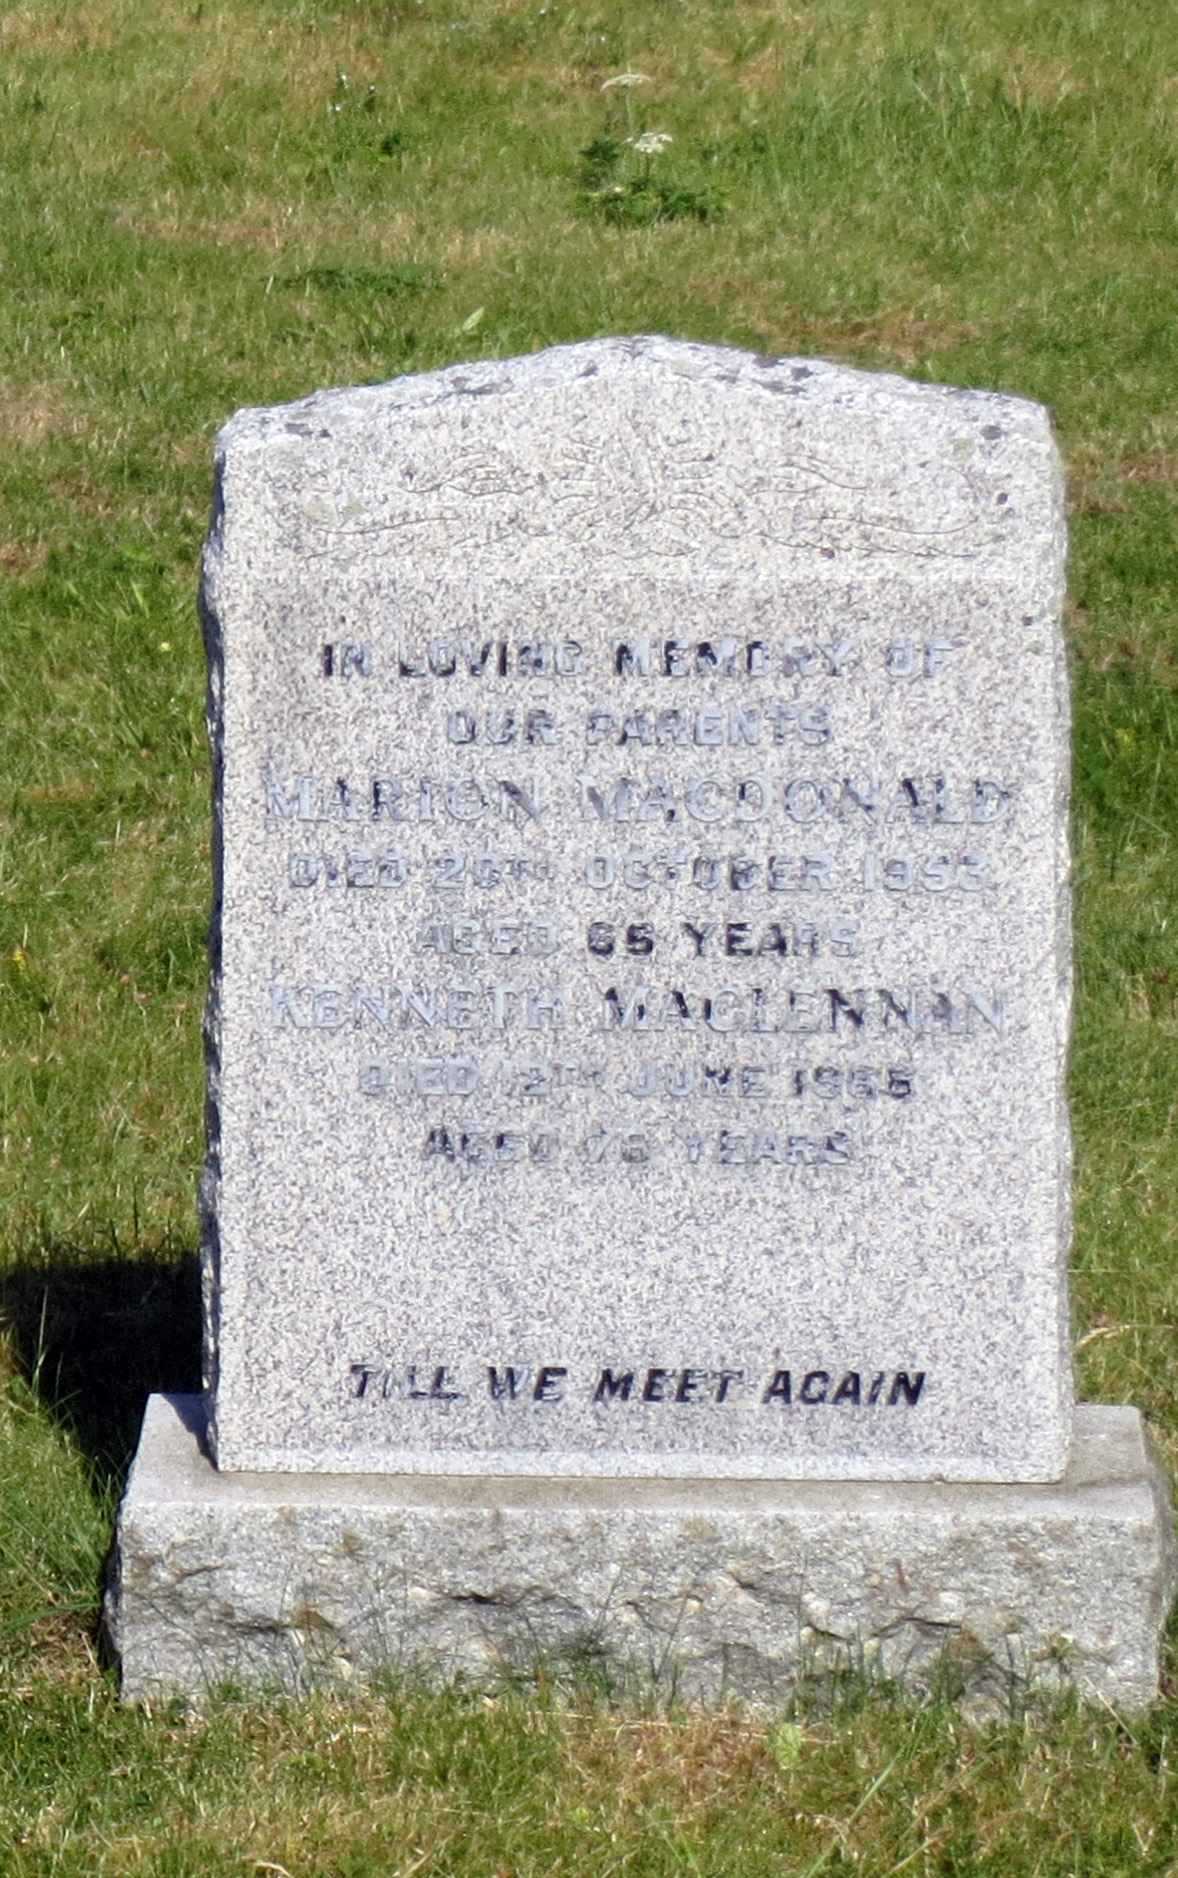 IN LOVING MEMORY OF
OUR PARENTS
MARION MACDONALD
DIED 29TH OCTOBER 1953
AGED 65 YEARS
KENNETH MACLENNAN
DIED 12TH JUNE 1965
AGED YEARS
TILL WE MEET AGAIN